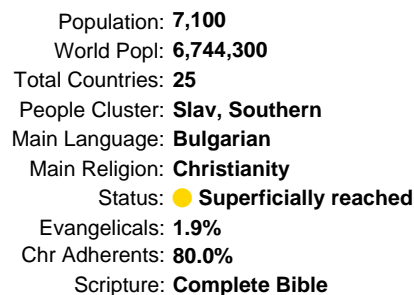 Population: 7,100
World Popl: 6,744,300
Total Countries: 25
People Cluster: Slav, Southern
Main Language: Bulgarian
Main Religion: Christianity
Status: Superficially reached
Evangelicals: 1.9%
Chr Adherents: 80.0%
Scripture: Complete Bible